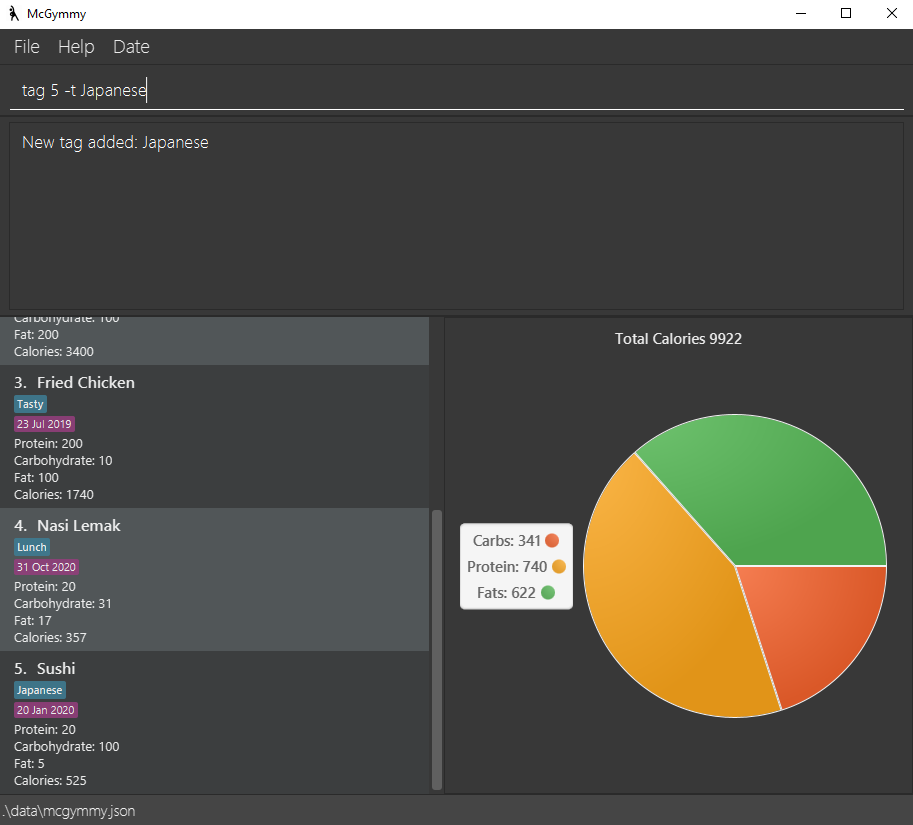 McGymmy
File Help Date
tag 5 -t Japanese
New tag added: Japanese
Carbohydrate: 100
Fat: 200
Calories: 3400
3. Fried Chicken
Tasty
23 Jul 2019
Protein: 200
Carbohydrate: 10
Fat: 100
Calories: 1740
4. Nasi Lemak
Lunch
31 Oct 2020
Protein: 20
Carbohydrate: 31
Fat: 17
Calories: 357
5. Sushi
Japanese
20 Jan 2020
Protein: 20
Carbohydrate: 100
Fat: 5
Calories: 525
Total Calories 9922
Carbs: 341
Protein: 740
Fats: 622
.\data\mcgymmy.json